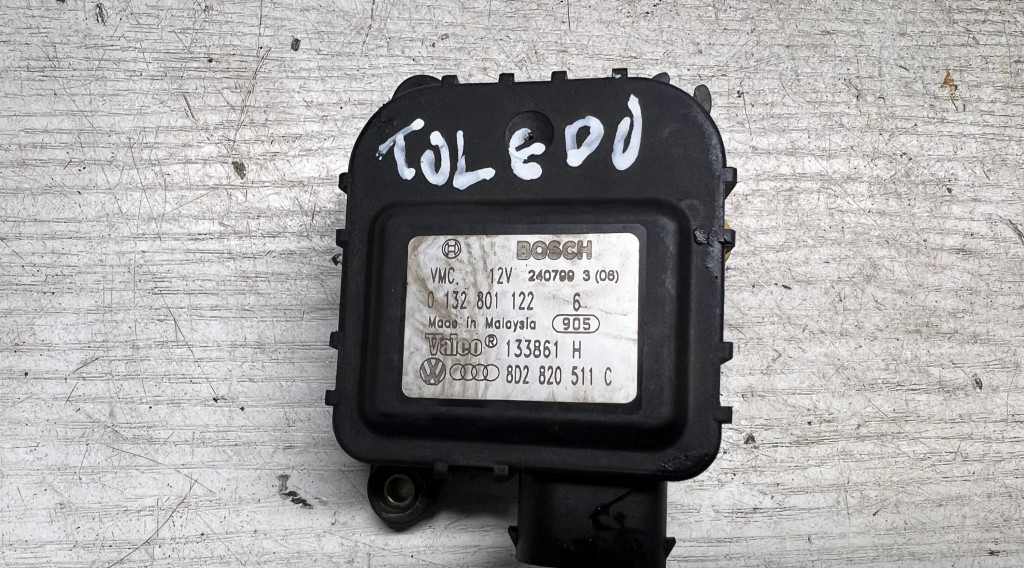 TOLEDO
BOSCH
VMC. 12V 240799 3 (06)
0 132 801 122 6
Made in Malaysia 905
Valeo® 133861 H
8D2 820 511 C